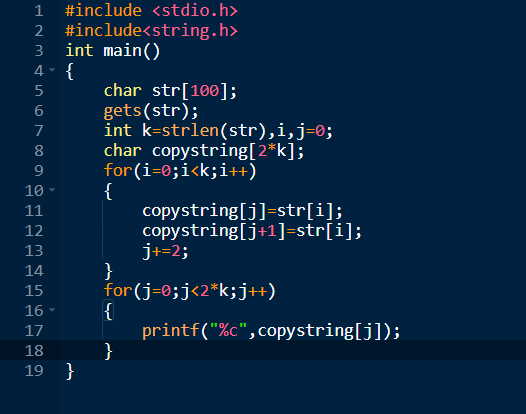 1 #include <stdio.h>
2 #include<string.h>
3 int main()
4 {
5     char str[100];
6     gets(str);
7     int k=strlen(str),i,j=0;
8     char copystring[2*k];
9     for(i=0;i<k;i++)
10     {
11         copystring[j]=str[i];
12         copystring[j+1]=str[i];
13         j+=2;
14     }
15     for(j=0;j<2*k;j++)
16     {
17         printf("%c",copystring[j]);
18     }
19 }